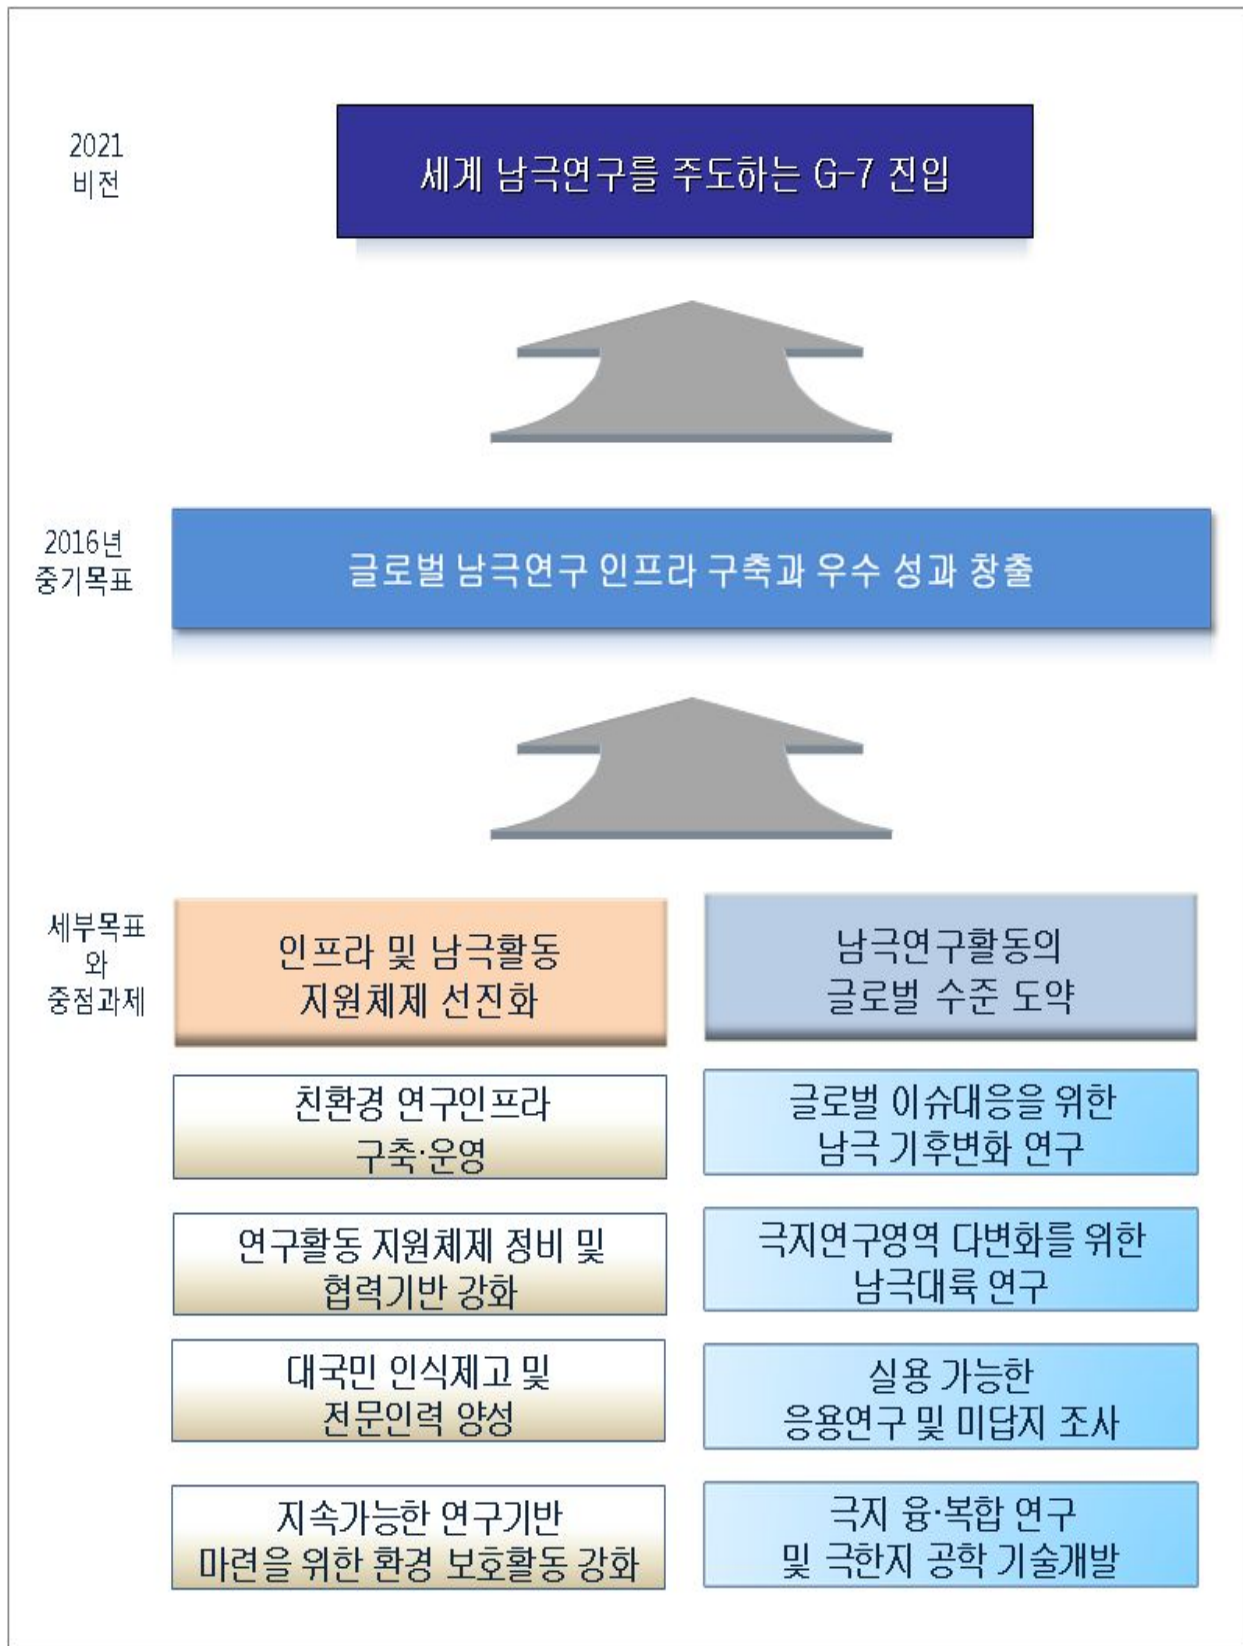 2021
비전
세계 남극연구를 주도하는 G-7 진입
2016년
중기목표
글로벌 남극연구 인프라 구축과 우수 성과 창출
세부목표
와
중점과제
인프라 및 남극활동
지원체제 선진화
남극연구활동의
글로벌 수준 도약
친환경 연구인프라
구축·운영
글로벌 이슈대응을 위한
남극 기후변화 연구
연구활동 지원체제 정비 및
협력기반 강화
극지연구영역 다변화를 위한
남극대륙 연구
대국민 인식제고 및
전문인력 양성
실용 가능한
응용연구 및 미답지 조사
지속가능한 연구기반
마련을 위한 환경 보호활동 강화
극지 융·복합 연구
및 극한지 공학 기술개발